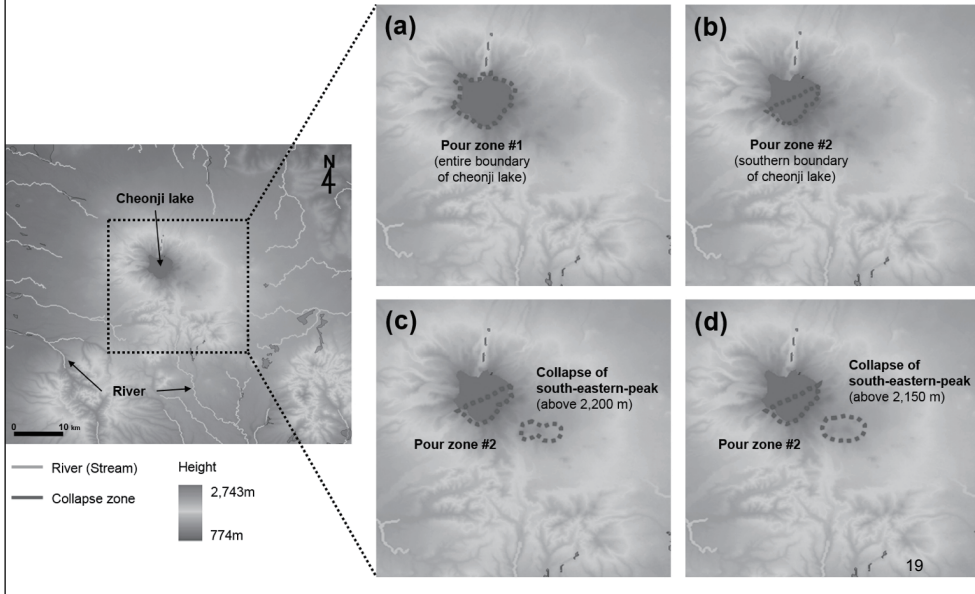 N
Cheonji lake
River
0
10 km
River (Stream)
Collapse zone
Height
2,743m
774m
(a)
Pour zone #1
(entire boundary
of cheonji lake)
(b)
Pour zone #2
(southern boundary
of cheonji lake)
(c)
Collapse of
south-eastern-peak
(above 2,200 m)
Pour zone #2
(d)
Collapse of
south-eastern-peak
(above 2,150 m)
Pour zone #2
19